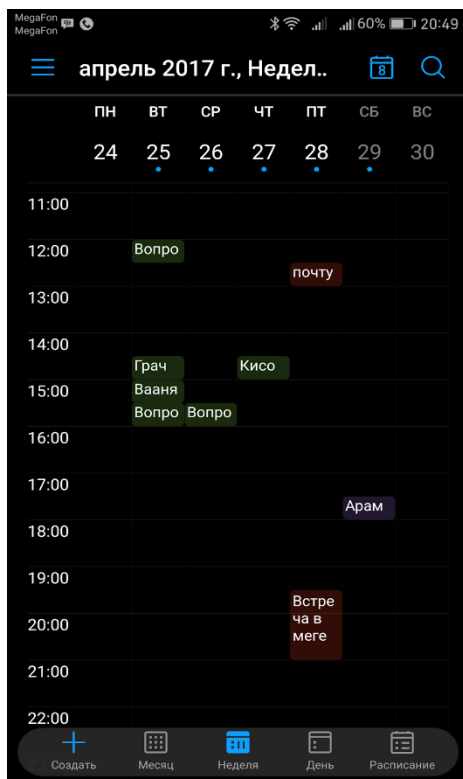 MegaFon
MegaFon
60% 20:49
апрель 2017 г., Недел..
8
ПН ВТ СР ЧТ ПТ СБ ВС
24 25 26 27 28 29 30
11:00
12:00 Вопро
почту
13:00
14:00
Грач Кисо
15:00 Вааня
Вопро Вопро
16:00
17:00
Арам
18:00
19:00
Встре
20:00 ча в
меге
21:00
22:00
Создать Месяц Неделя День Расписание